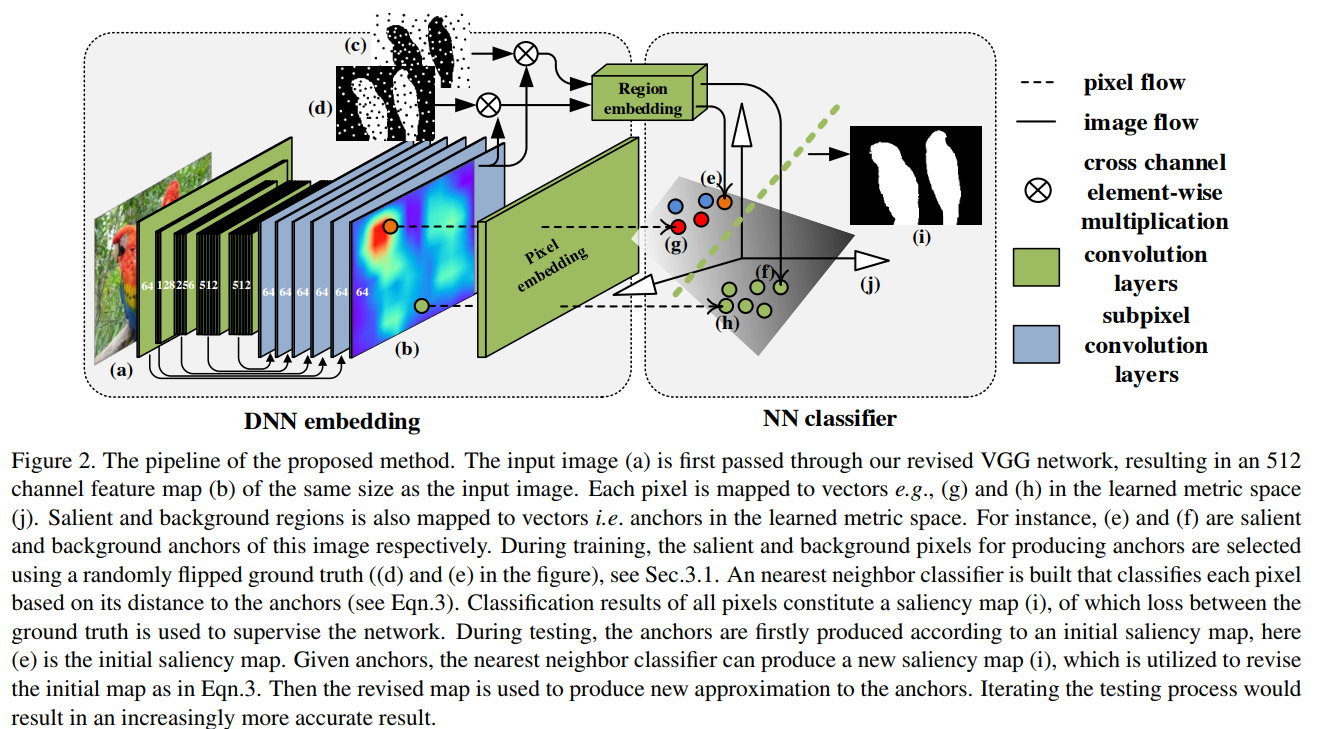 (c)
(d)
Region
embedding
pixel flow
image flow
cross channel
element-wise
multiplication
convolution
layers
subpixel
convolution
layers
(e)
(g)
(f)
(h)
(i)
(j)
Pixel
embedding
64 128 256 512 512 64 64 64 64 64 64
(a)
(b)
DNN embedding
NN classifier
Figure 2. The pipeline of the proposed method. The input image (a) is first passed through our revised VGG network, resulting in an 512
channel feature map (b) of the same size as the input image. Each pixel is mapped to vectors e.g., (g) and (h) in the learned metric space
(j). Salient and background regions is also mapped to vectors i.e. anchors in the learned metric space. For instance, (e) and (f) are salient
and background anchors of this image respectively. During training, the salient and background pixels for producing anchors are selected
using a randomly flipped ground truth ((d) and (e) in the figure), see Sec.3.1. An nearest neighbor classifier is built that classifies each pixel
based on its distance to the anchors (see Eqn.3). Classification results of all pixels constitute a saliency map (i), of which loss between the
ground truth is used to supervise the network. During testing, the anchors are firstly produced according to an initial saliency map, here
(e) is the initial saliency map. Given anchors, the nearest neighbor classifier can produce a new saliency map (i), which is utilized to revise
the initial map as in Eqn.3. Then the revised map is used to produce new approximation to the anchors. Iterating the testing process would
result in an increasingly more accurate result.